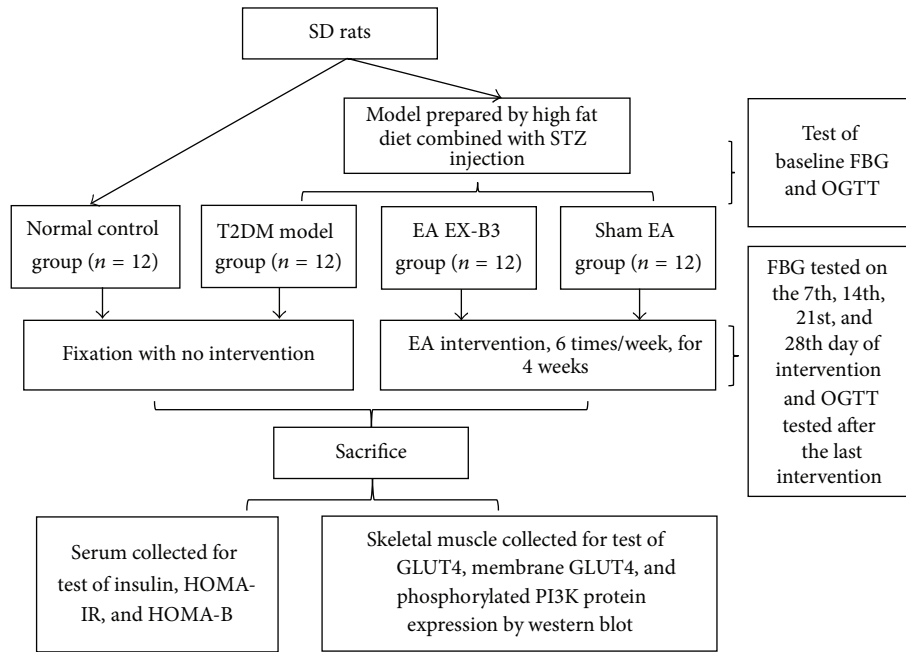 SD rats
Model prepared by high fat
diet combined with STZ
injection
Test of
baseline FBG
and OGTT
Normal control
group (n = 12)
T2DM model
group (n = 12)
EA EX-B3
group (n = 12)
Sham EA
group (n = 12)
Fixation with no intervention
EA intervention, 6 times/week, for
4 weeks
FBG tested on
the 7th, 14th,
21st, and
28th day of
intervention
and OGTT
tested after
the last
intervention
Sacrifice
Serum collected for
test of insulin, HOMA-
IR, and HOMA-B
Skeletal muscle collected for test of
GLUT4, membrane GLUT4, and
phosphorylated PI3K protein
expression by western blot